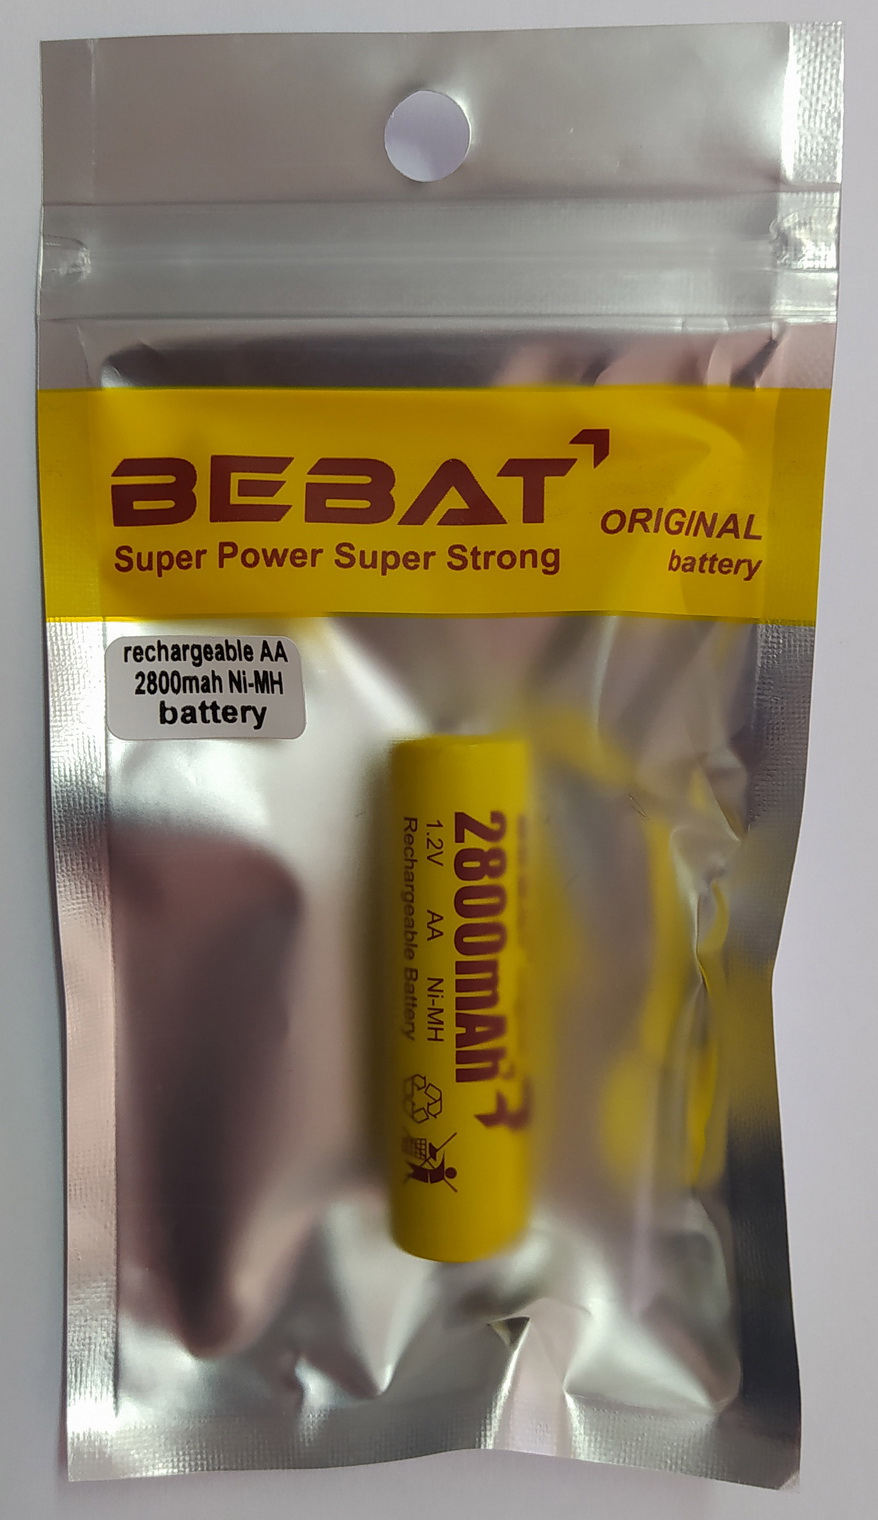 BEBAT
Super Power Super Strong
ORIGINAL
battery
rechargeable AA
2800mah Ni-MH
battery
2800mAh
1.2V AA Ni-MH
Rechargeable Battery